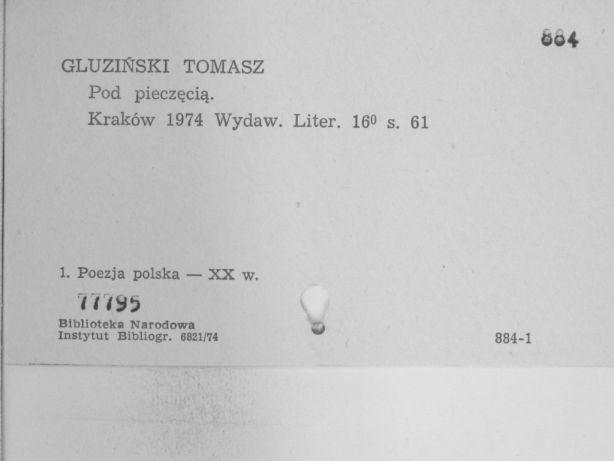 884
GLUZIŃSKI TOMASZ
Pod pieczęcią.
Kraków 1974 Wydaw. Liter. 16⁰ s. 61
1. Poezja polska — XX w.
77795
Biblioteka Narodowa
Instytut Bibliogr. 6821/74
884-1